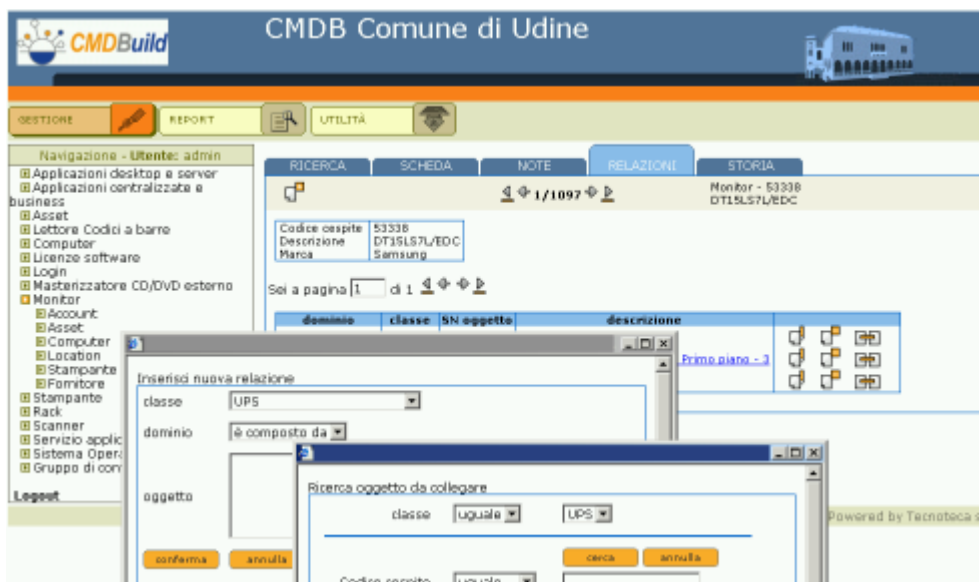 CMDBuild
CMDB Comune di Udine
GESTIONE
REPORT
UTILITÀ
Navigazione - Utente: admin
Applicazioni desktop e server
Applicazioni centralizzate e
business
Asset
Lettore Codici a barre
Computer
Licenze software
Login
Masterizzatore CD/DVD esterno
Monitor
Account
Asset
Computer
Location
Stampante
Fornitore
Stampante
Rack
Scanner
Servizio applic
Sistema Oper
Gruppo di con
Logout
RICERCA
SCHEDA
NOTE
RELAZIONI
STORIA
1/1097
Monitor - 53338
DT15LS7L/EDC
Codice cespite 53338
Descrizione DT15LS7L/EDC
Marca Samsung
Sei a pagina 1 di 1
dominio classe SN oggetto descrizione
Primo piano - 3
Inserisci nuova relazione
classe UPS
dominio è composto da
oggetto
conferma annulla
Ricerca oggetto da collegare
classe uguale UPS
cerca annulla
Codice cespite uguale
Powered by Tecnoteca s